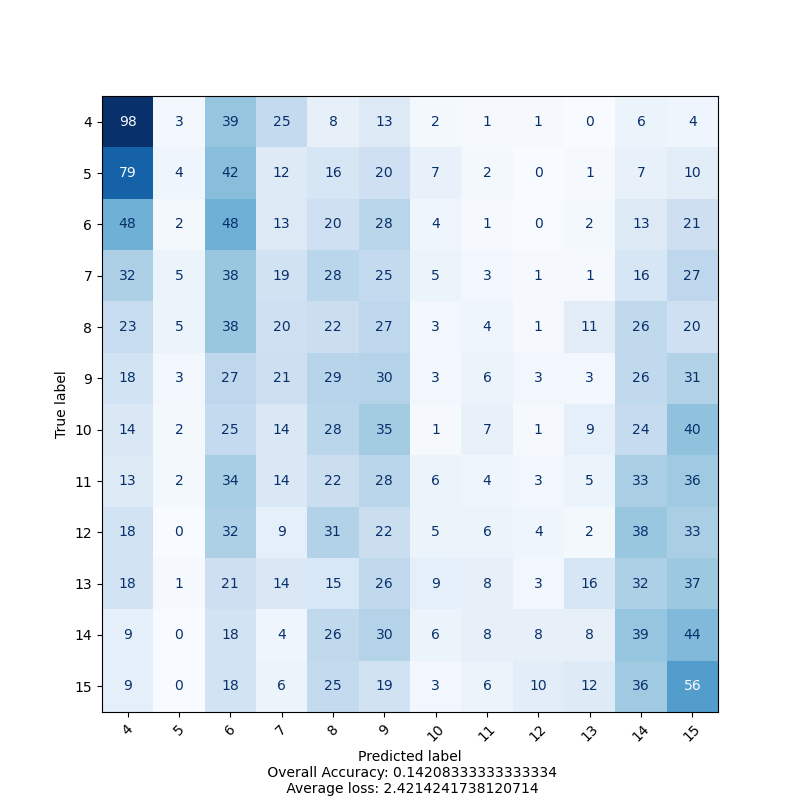 4 98 3 39 25 8 13 2 1 1 0 6 4
5 79 4 42 12 16 20 7 2 0 1 7 10
6 48 2 48 13 20 28 4 1 0 2 13 21
7 32 5 38 19 28 25 5 3 1 1 16 27
8 23 5 38 20 22 27 3 4 1 11 26 20
9 18 3 27 21 29 30 3 6 3 3 26 31
True label
10 14 2 25 14 28 35 1 7 1 9 24 40
11 13 2 34 14 22 28 6 4 3 5 33 36
12 18 0 32 9 31 22 5 6 4 2 38 33
13 18 1 21 14 15 26 9 8 3 16 32 37
14 9 0 18 4 26 30 6 8 8 8 39 44
15 9 0 18 6 25 19 3 6 10 12 36 56
4 5 6 7 8 9 10 11 12 13 14 15
Predicted label
Overall Accuracy: 0.14208333333333334
Average loss: 2.4214241738120714